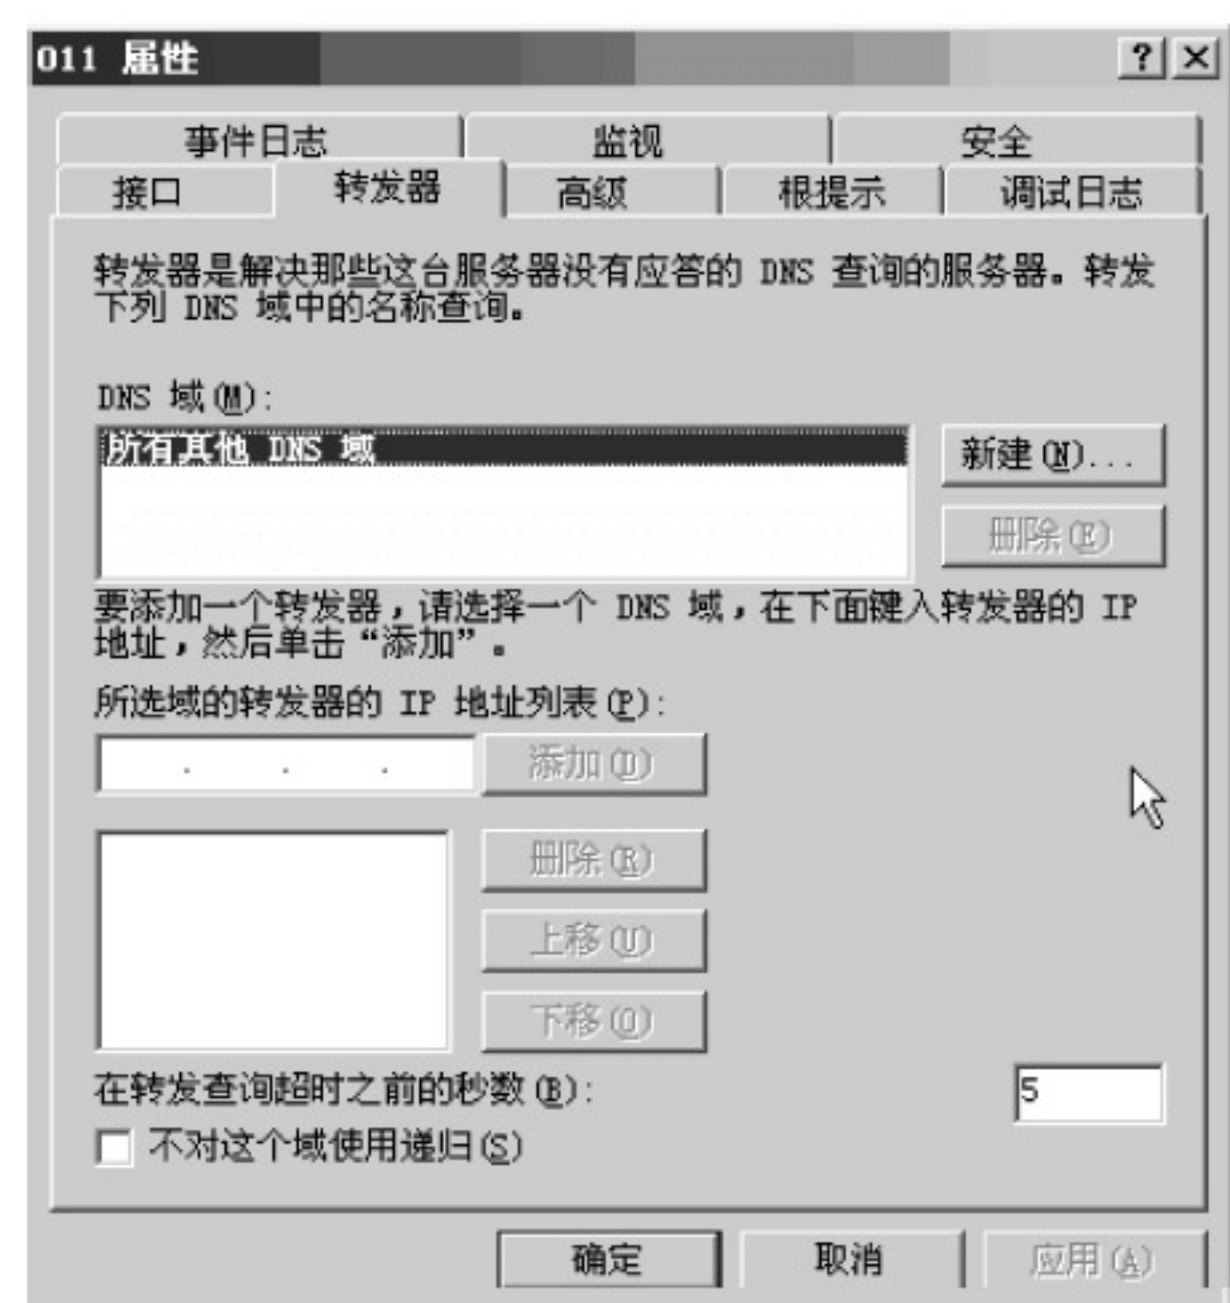 011 属性
事件日志 监视 安全
接口 转发器 高级 根提示 调试日志
转发器是解决那些这台服务器没有应答的 DNS 查询的服务器。转发
下列 DNS 域中的名称查询。
DNS 域(M):
所有其他 DNS 域
新建(N)...
删除(E)
要添加一个转发器，请选择一个 DNS 域，在下面键入转发器的 IP
地址，然后单击“添加”。
所选域的转发器的 IP 地址列表(P):
. . .
添加(D)
删除(R)
上移(U)
下移(O)
在转发查询超时之前的秒数(B): 5
不对这个域使用递归(S)
确定 取消 应用(A)